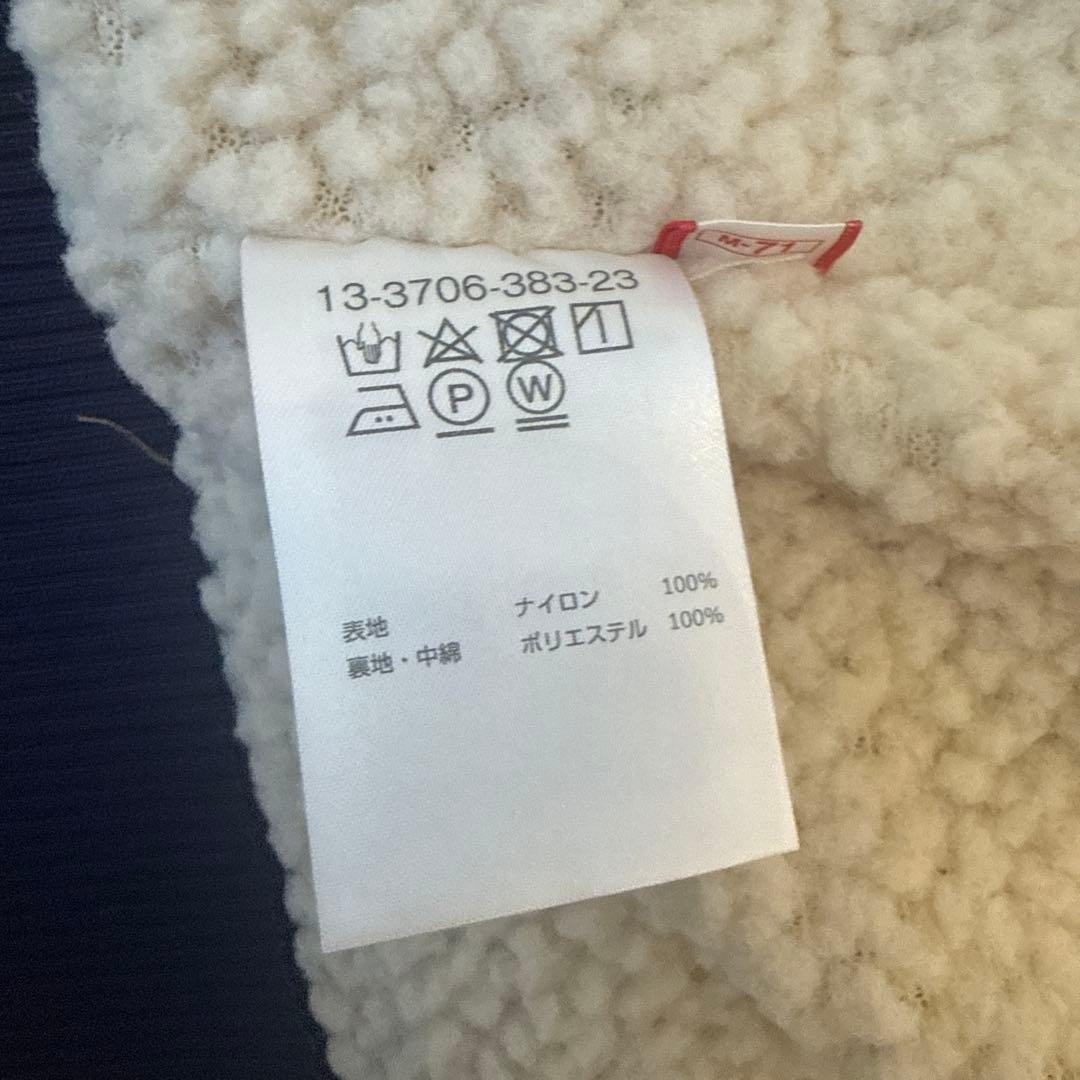 M-71
13-3706-383-23
P W
表地 ナイロン 100%
裏地・中綿 ポリエステル 100%